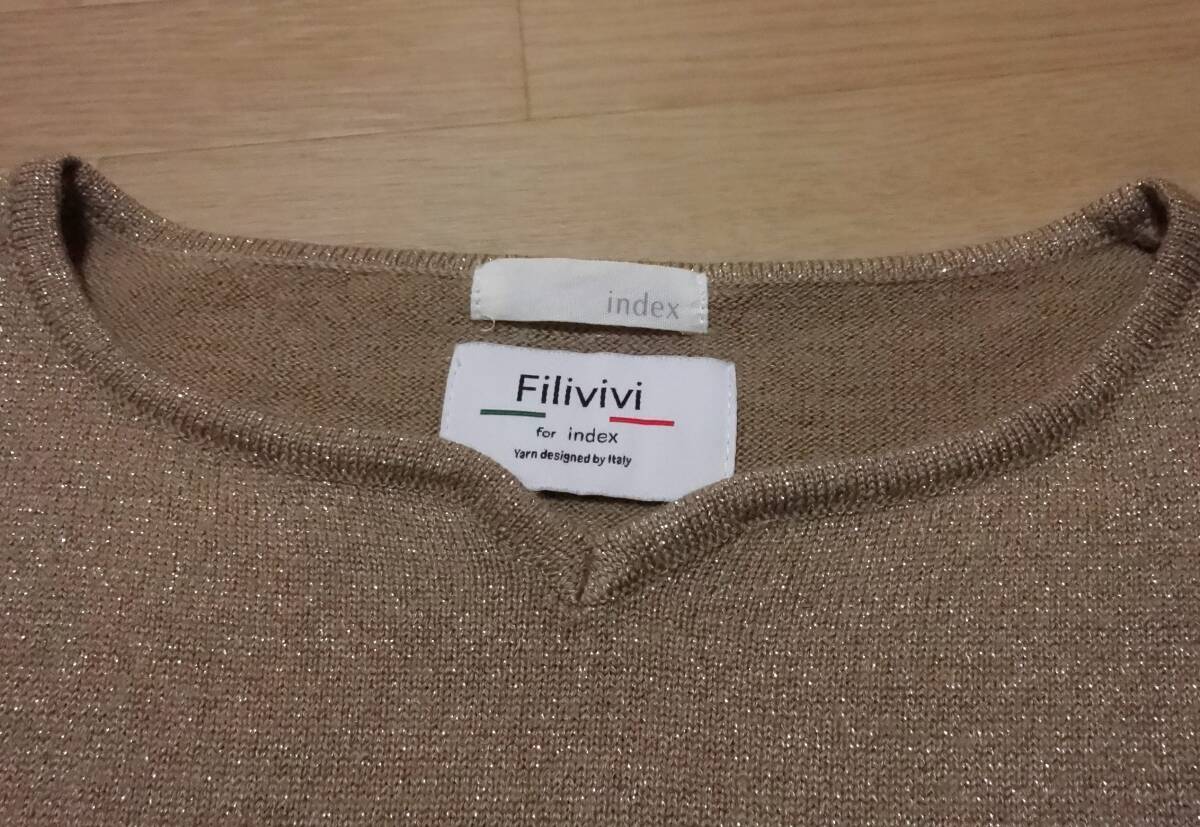 index
Filivivi
for index
Yarn designed by Italy